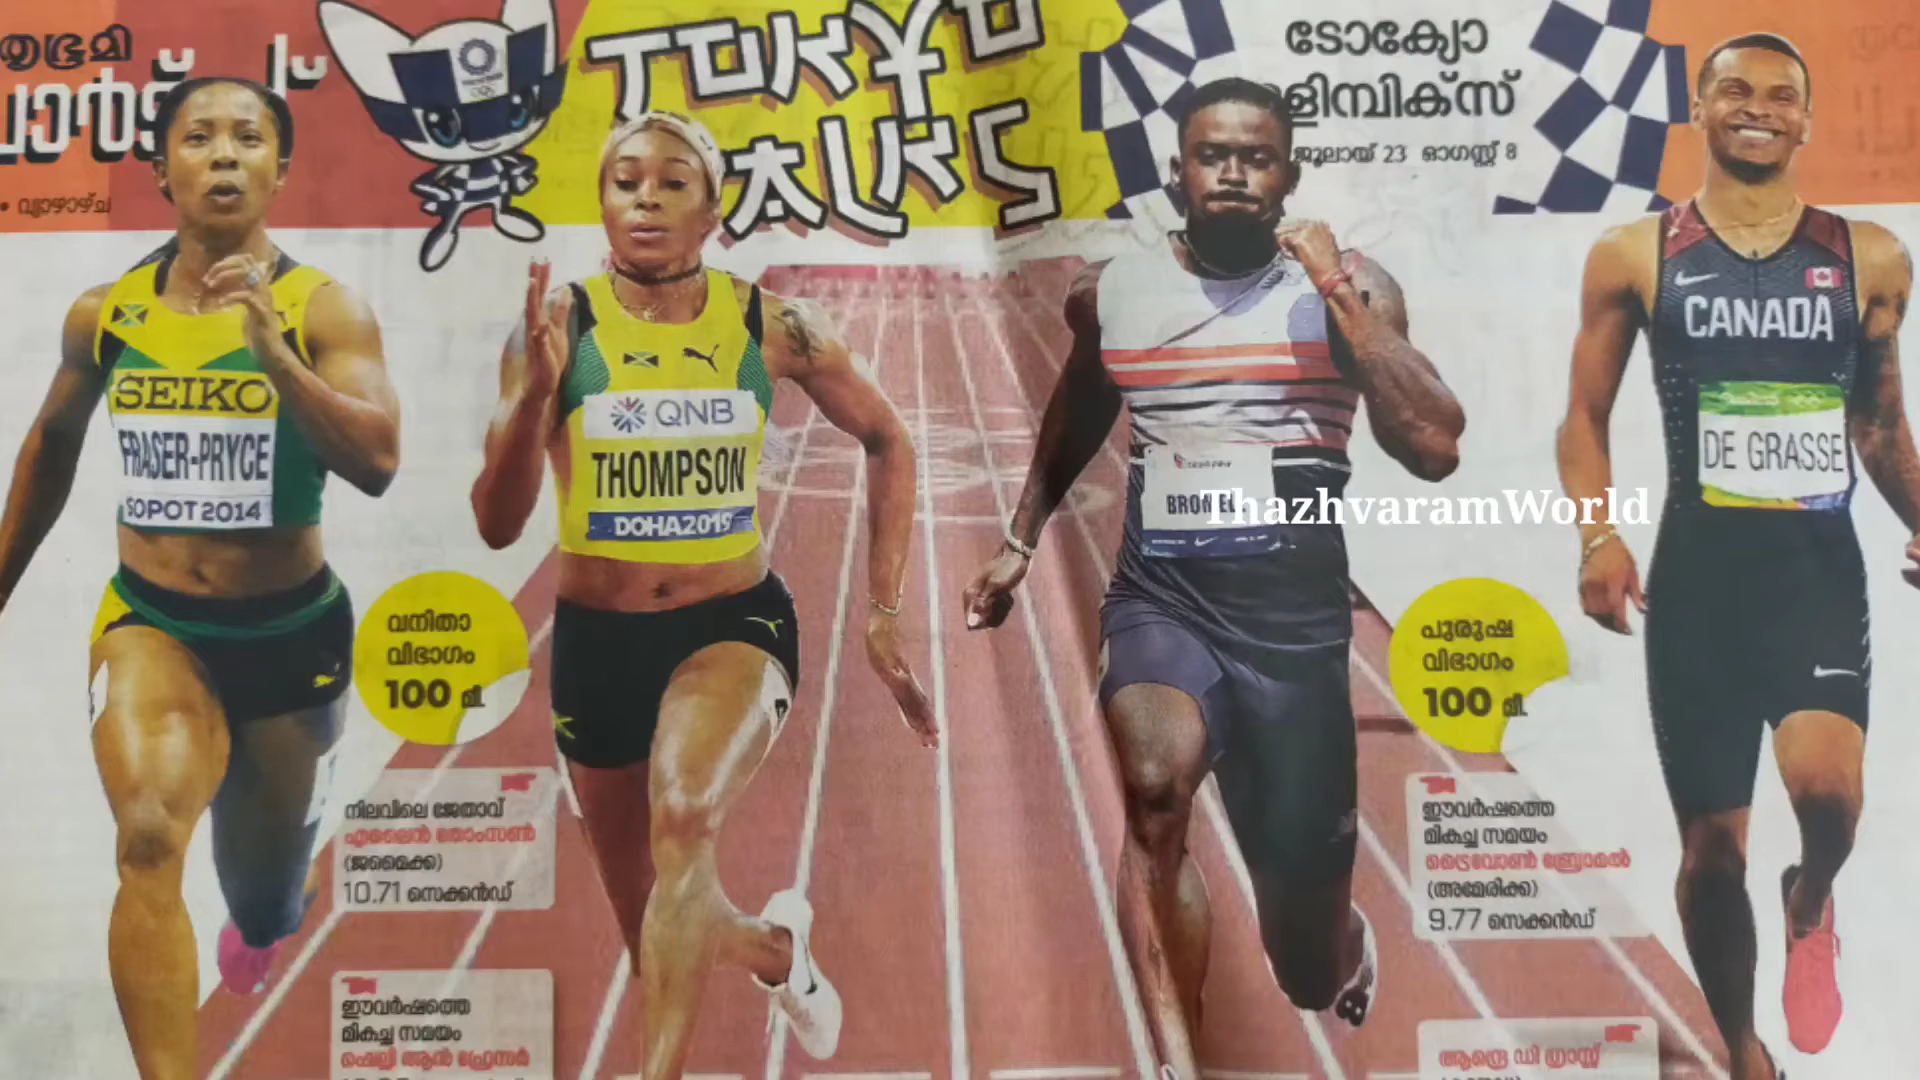 തൃഭൂമി
• വ്യാഴാഴ്ച
TOKYO
TALKS
ടോക്യോ
ളിമ്പിക്സ്
ജൂലായ് 23 ഓഗസ്റ്റ് 8
SEIKO
FRASER-PRYCE
SOPOT 2014
QNB
THOMPSON
DOHA2019
BROMELL
ThazhvaramWorld
CANADA
DE GRASSE
വനിതാ
വിഭാഗം
100 മീ.
നിലവിലെ ജേതാവ്
എലൈൻ തോംസൺ
(ജമൈക്ക)
10.71 സെക്കൻഡ്
ഈവർഷത്തെ
മികച്ച സമയം
ഷെല്ലി ആൻ ഫ്രേസർ
പുരുഷ
വിഭാഗം
100 മീ.
ഈവർഷത്തെ
മികച്ച സമയം
ട്രൈവോൺ ബ്രോമൽ
(അമേരിക്ക)
9.77 സെക്കൻഡ്
ആന്ദ്രെ ഡി ഗ്രാസ്സ്